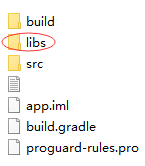 build
libs
src
app.iml
build.gradle
proguard-rules.pro